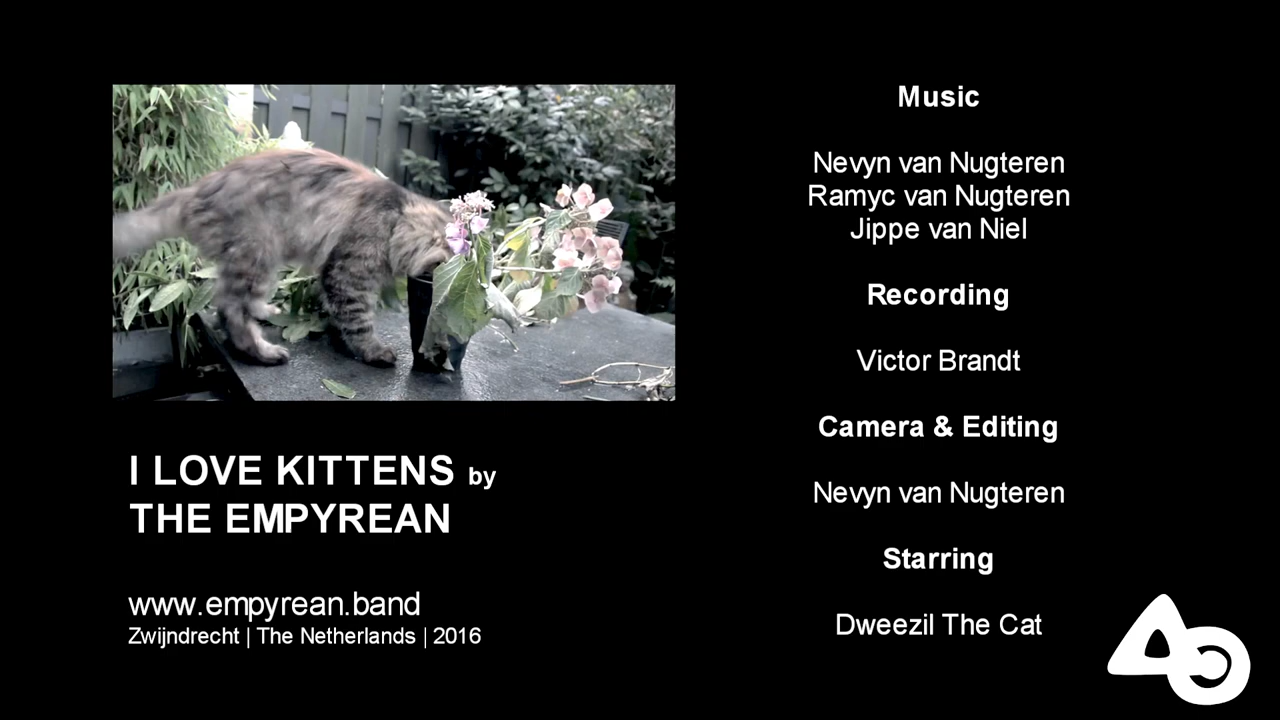 I LOVE KITTENS by
THE EMPYREAN
www.empyrean.band
Zwijndrecht | The Netherlands | 2016
Music
Nevyn van Nugteren
Ramyc van Nugteren
Jippe van Niel
Recording
Victor Brandt
Camera & Editing
Nevyn van Nugteren
Starring
Dweezil The Cat